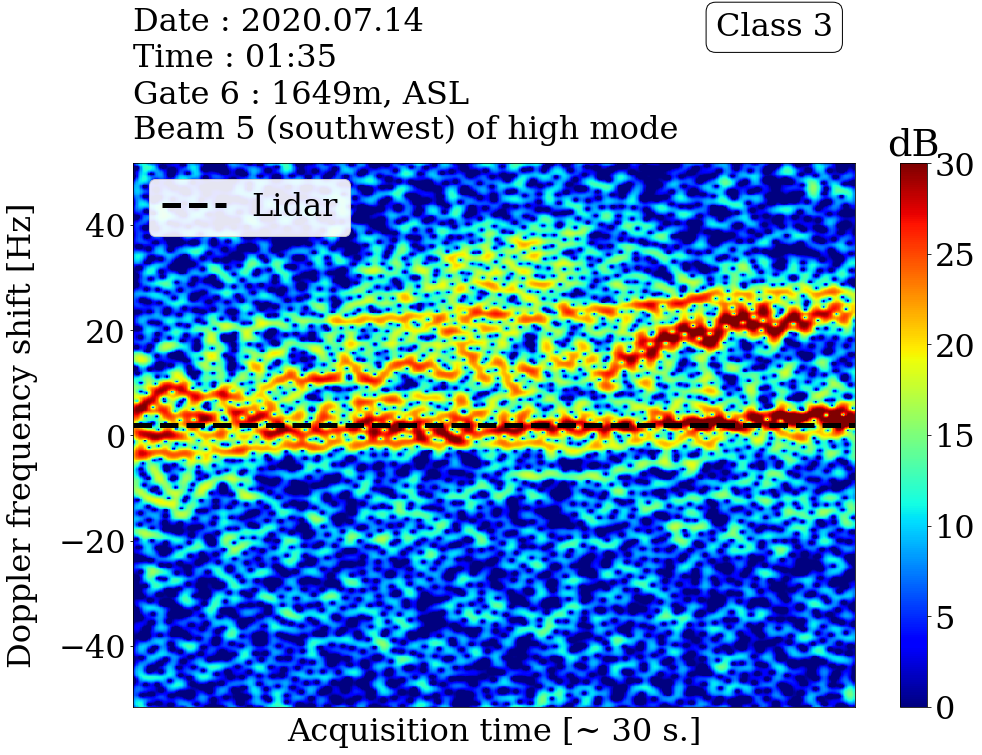 Date : 2020.07.14
Time : 01:35
Gate 6 : 1649m, ASL
Beam 5 (southwest) of high mode
Class 3
dB
Lidar
Doppler frequency shift [Hz]
40
20
0
−20
−40
30
25
20
15
10
5
0
Acquisition time [~ 30 s.]